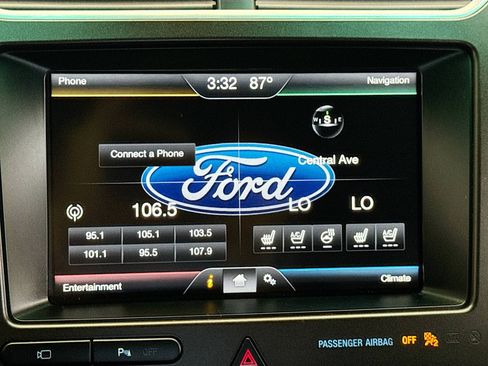 Phone
3:32 87°
Navigation
W S E
Connect a Phone
Central Ave
Ford
106.5
LO LO
95.1 105.1 103.5
101.1 95.5 107.9
Entertainment
i
Climate
P OFF
PASSENGER AIRBAG OFF 2